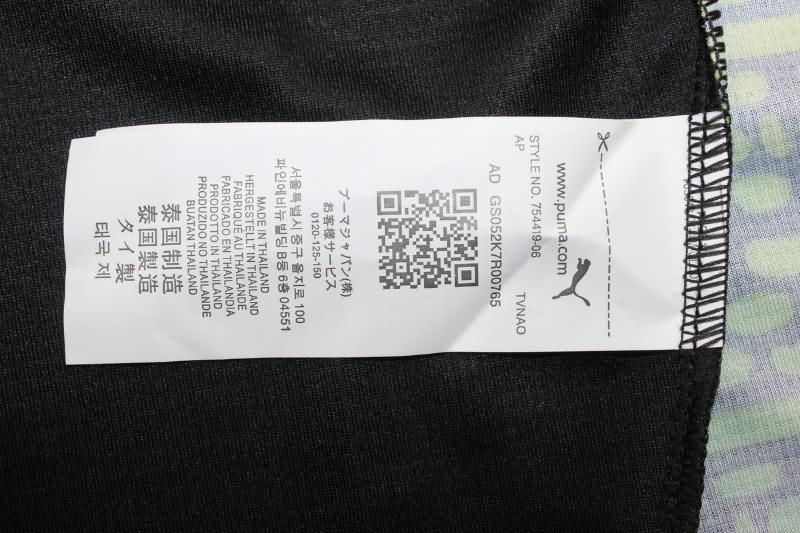 www.puma.com
STYLE NO. 754419-06
AP
TVNAO
AD GS052K7R00T65
プーマジャパン(株)
お客様サービス
0120-125-150
서울특별시 중구 을지로 100
파인에비뉴빌딩 B동 6층 04551
MADE IN THAILAND
HERGESTELLT IN THAILAND
FABRIQUE AU THAILANDE
FABRICADO EN THAILANDIA
PRODOTTO IN THAILANDIA
PRODUZIDO NO THAILANDE
BUATAN THAILAND
泰国制造
泰國製造
タイ製
태국제